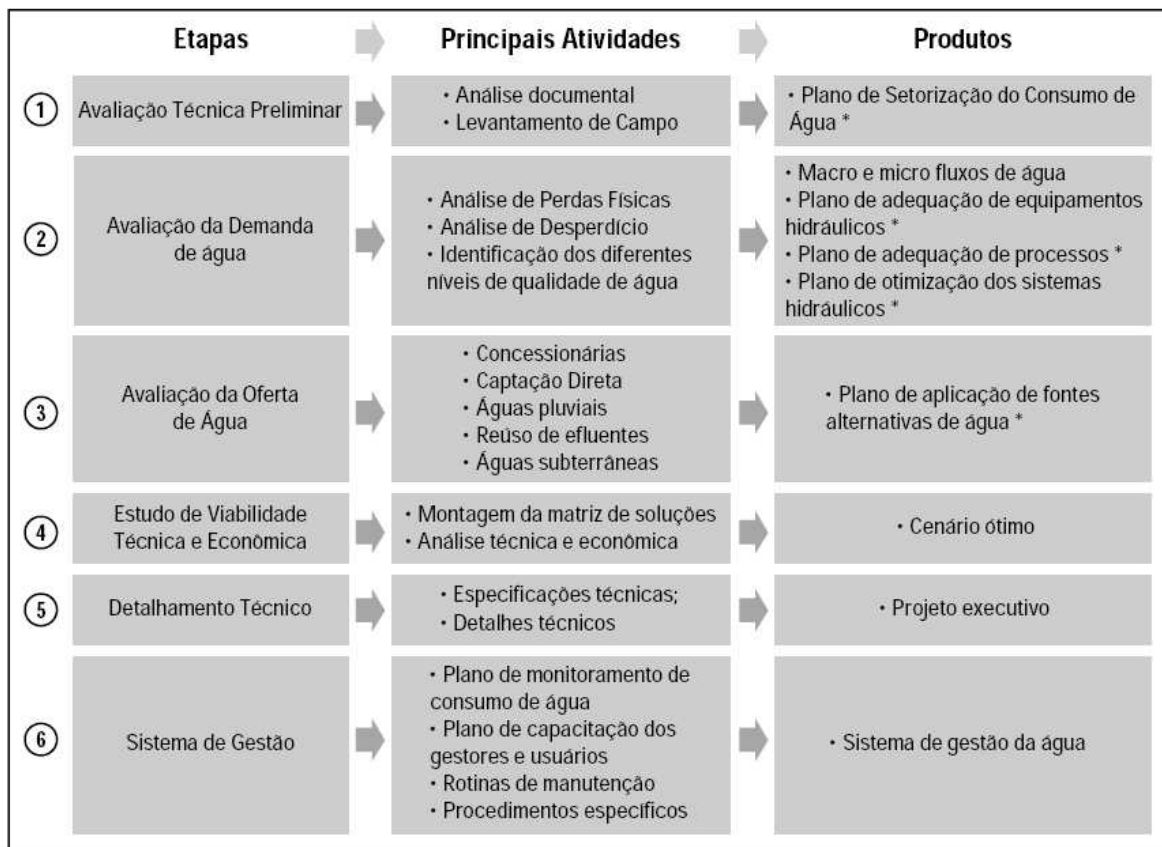 Etapas
Principais Atividades
Produtos
1
Avaliação Técnica Preliminar
• Análise documental
• Levantamento de Campo
• Plano de Setorização do Consumo de
Água *
2
Avaliação da Demanda
de água
• Análise de Perdas Físicas
• Análise de Desperdício
• Identificação dos diferentes
níveis de qualidade de água
• Macro e micro fluxos de água
• Plano de adequação de equipamentos
hidráulicos *
• Plano de adequação de processos *
• Plano de otimização dos sistemas
hidráulicos *
3
Avaliação da Oferta
de Água
• Concessionárias
• Captação Direta
• Águas pluviais
• Reúso de efluentes
• Águas subterrâneas
• Plano de aplicação de fontes
alternativas de água *
4
Estudo de Viabilidade
Técnica e Econômica
• Montagem da matriz de soluções
• Análise técnica e econômica
• Cenário ótimo
5
Detalhamento Técnico
• Especificações técnicas;
• Detalhes técnicos
• Projeto executivo
6
Sistema de Gestão
• Plano de monitoramento de
consumo de água
• Plano de capacitação dos
gestores e usuários
• Rotinas de manutenção
• Procedimentos específicos
• Sistema de gestão da água